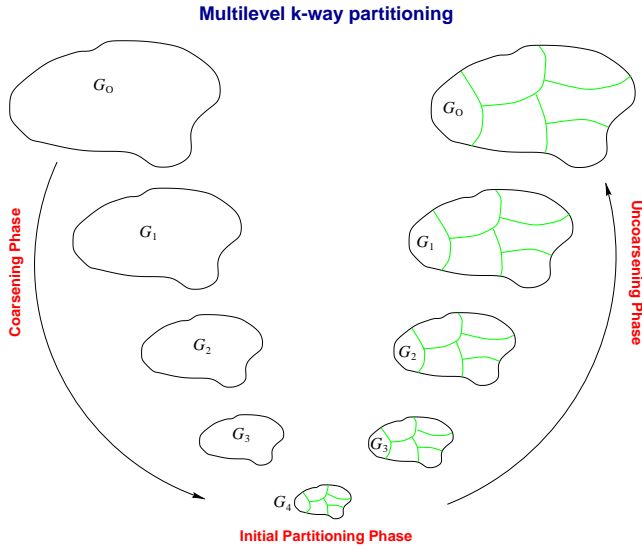 Multilevel k-way partitioning
G₀
G₀
G₁
G₁
G₂
G₂
G₃
G₃
G₄
Coarsening Phase
Uncoarsening Phase
Initial Partitioning Phase